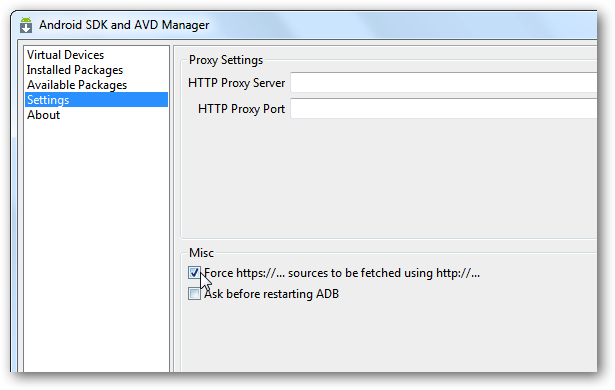 Android SDK and AVD Manager
Virtual Devices
Installed Packages
Available Packages
Settings
About
Proxy Settings
HTTP Proxy Server
HTTP Proxy Port
Misc
Force https://... sources to be fetched using http://...
Ask before restarting ADB